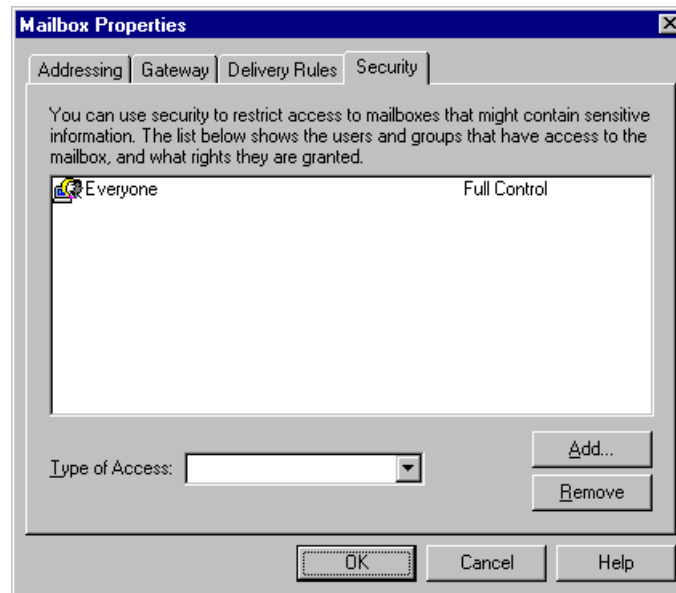 Mailbox Properties
Addressing Gateway Delivery Rules Security
You can use security to restrict access to mailboxes that might contain sensitive
information. The list below shows the users and groups that have access to the
mailbox, and what rights they are granted.
Everyone Full Control
Add...
Type of Access:
Remove
OK Cancel Help